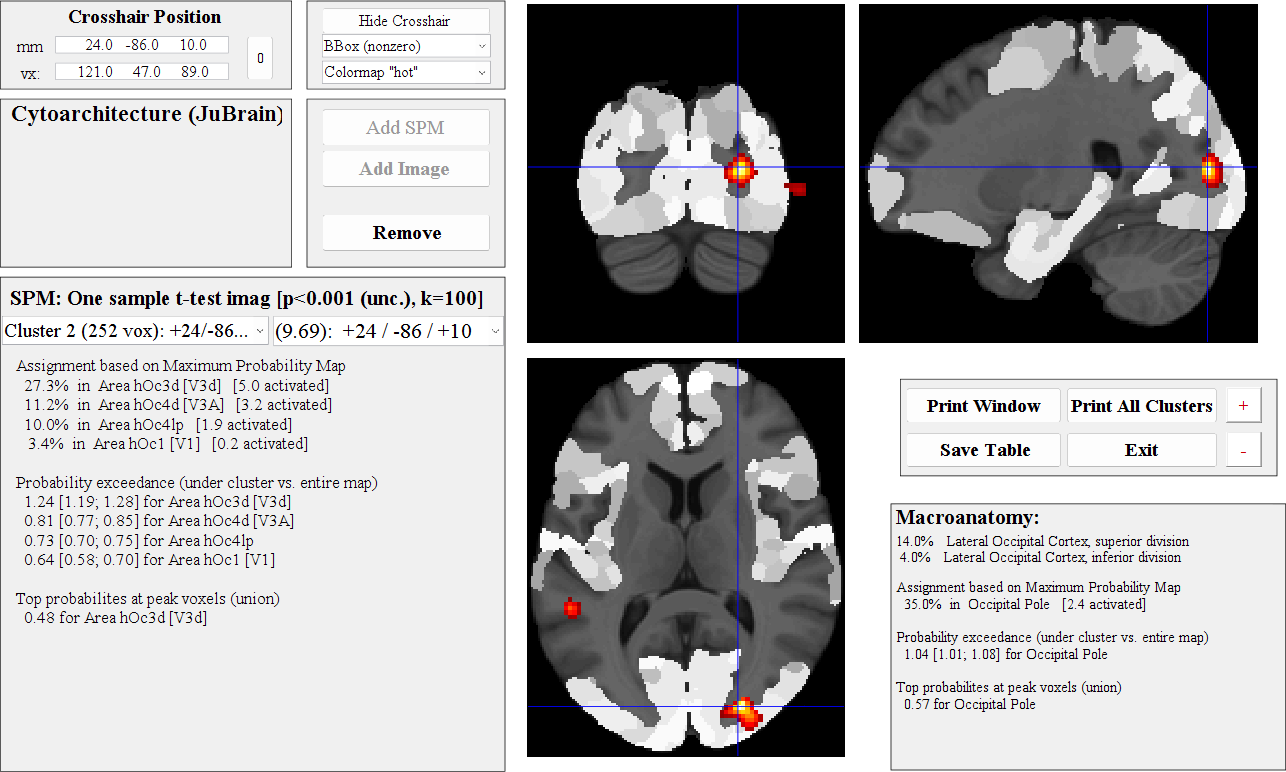 Crosshair Position
mm 24.0 -86.0 10.0
vx: 121.0 47.0 89.0
0
Hide Crosshair
BBox (nonzero)
Colormap "hot"
Cytoarchitecture (JuBrain)
Add SPM
Add Image
Remove
SPM: One sample t-test imag [p<0.001 (unc.), k=100]
Cluster 2 (252 vox): +24/-86...
(9.69): +24 / -86 / +10
Assignment based on Maximum Probability Map
27.3% in Area hOc3d [V3d] [5.0 activated]
11.2% in Area hOc4d [V3A] [3.2 activated]
10.0% in Area hOc4lp [1.9 activated]
3.4% in Area hOc1 [V1] [0.2 activated]
Probability exceedance (under cluster vs. entire map)
1.24 [1.19; 1.28] for Area hOc3d [V3d]
0.81 [0.77; 0.85] for Area hOc4d [V3A]
0.73 [0.70; 0.75] for Area hOc4lp
0.64 [0.58; 0.70] for Area hOc1 [V1]
Top probabilites at peak voxels (union)
0.48 for Area hOc3d [V3d]
Print Window
Print All Clusters
+
Save Table
Exit
-
Macroanatomy:
14.0% Lateral Occipital Cortex, superior division
4.0% Lateral Occipital Cortex, inferior division
Assignment based on Maximum Probability Map
35.0% in Occipital Pole [2.4 activated]
Probability exceedance (under cluster vs. entire map)
1.04 [1.01; 1.08] for Occipital Pole
Top probabilites at peak voxels (union)
0.57 for Occipital Pole